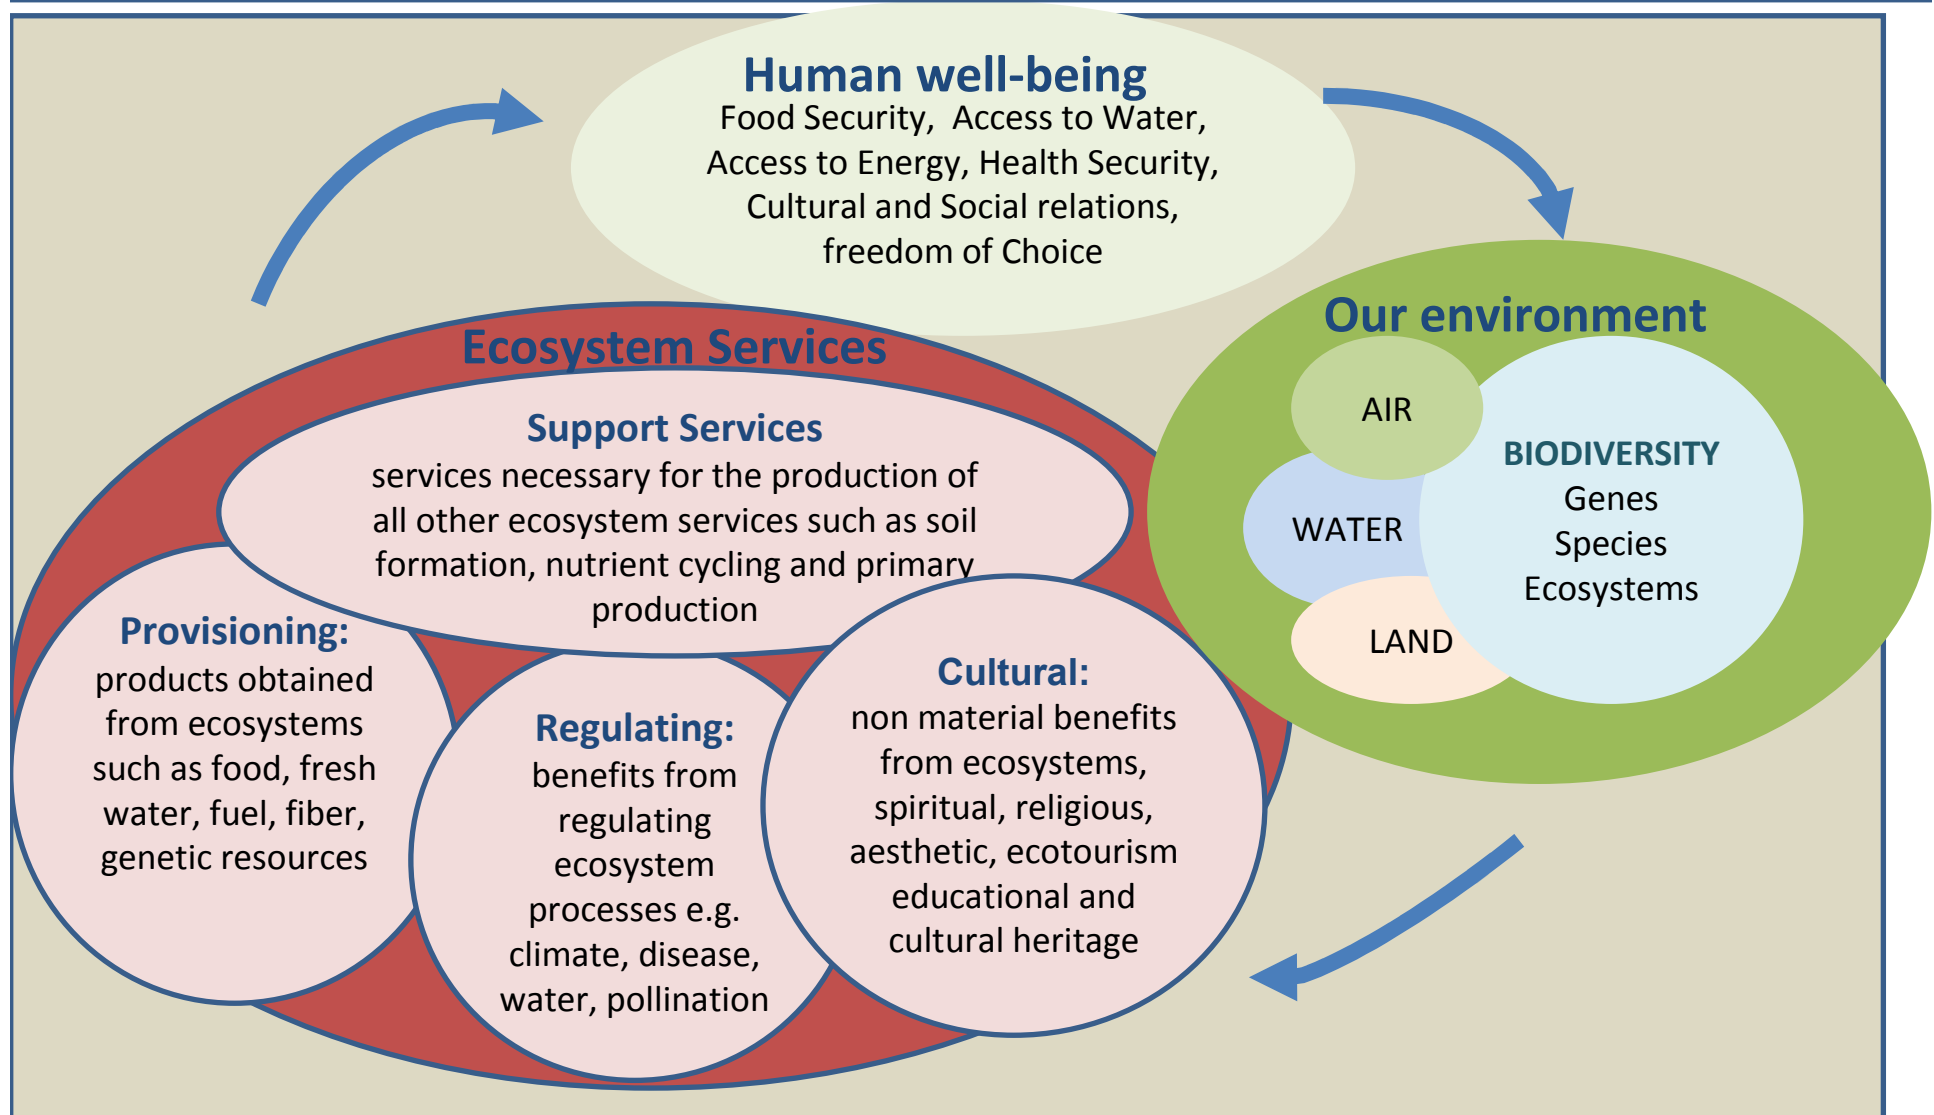 Human well-being
Food Security,  Access to Water,
Access to Energy, Health Security,
Cultural and Social relations,
freedom of Choice
Our environment
AIR
WATER
LAND
BIODIVERSITY
Genes
Species
Ecosystems
Ecosystem Services
Support Services
services necessary for the production of
all other ecosystem services such as soil
formation, nutrient cycling and primary
production
Provisioning:
products obtained
from ecosystems
such as food, fresh
water, fuel, fiber,
genetic resources
Regulating:
benefits from
regulating
ecosystem
processes e.g.
climate, disease,
water, pollination
Cultural:
non material benefits
from ecosystems,
spiritual, religious,
aesthetic, ecotourism
educational and
cultural heritage